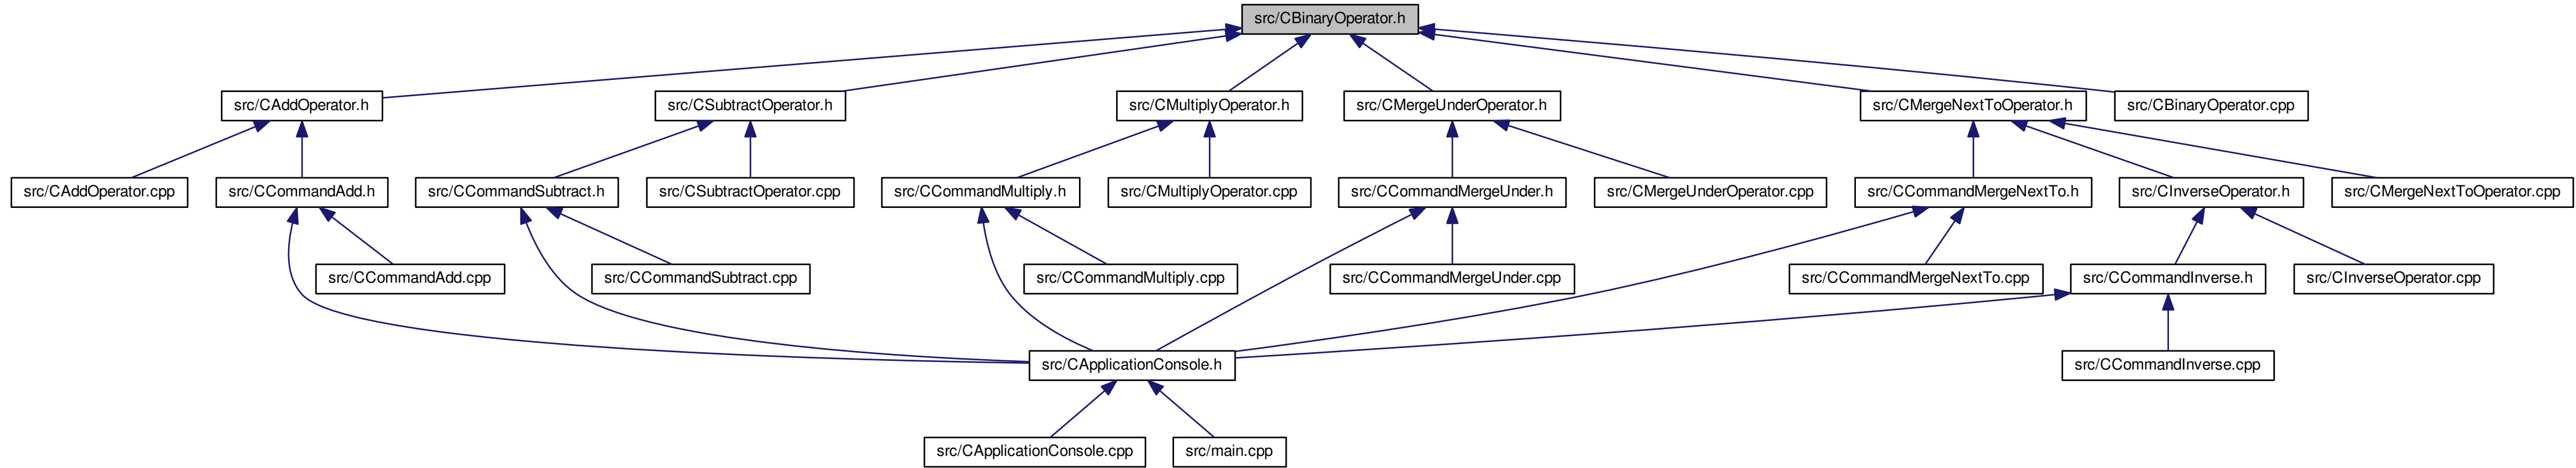 src/CBinaryOperator.h
src/CAddOperator.h
src/CSubtractOperator.h
src/CMultiplyOperator.h
src/CMergeUnderOperator.h
src/CMergeNextToOperator.h
src/CBinaryOperator.cpp
src/CAddOperator.cpp
src/CCommandAdd.h
src/CCommandSubtract.h
src/CSubtractOperator.cpp
src/CCommandMultiply.h
src/CMultiplyOperator.cpp
src/CCommandMergeUnder.h
src/CMergeUnderOperator.cpp
src/CCommandMergeNextTo.h
src/CInverseOperator.h
src/CMergeNextToOperator.cpp
src/CCommandAdd.cpp
src/CCommandSubtract.cpp
src/CCommandMultiply.cpp
src/CCommandMergeUnder.cpp
src/CCommandMergeNextTo.cpp
src/CCommandInverse.h
src/CInverseOperator.cpp
src/CApplicationConsole.h
src/CCommandInverse.cpp
src/CApplicationConsole.cpp
src/main.cpp